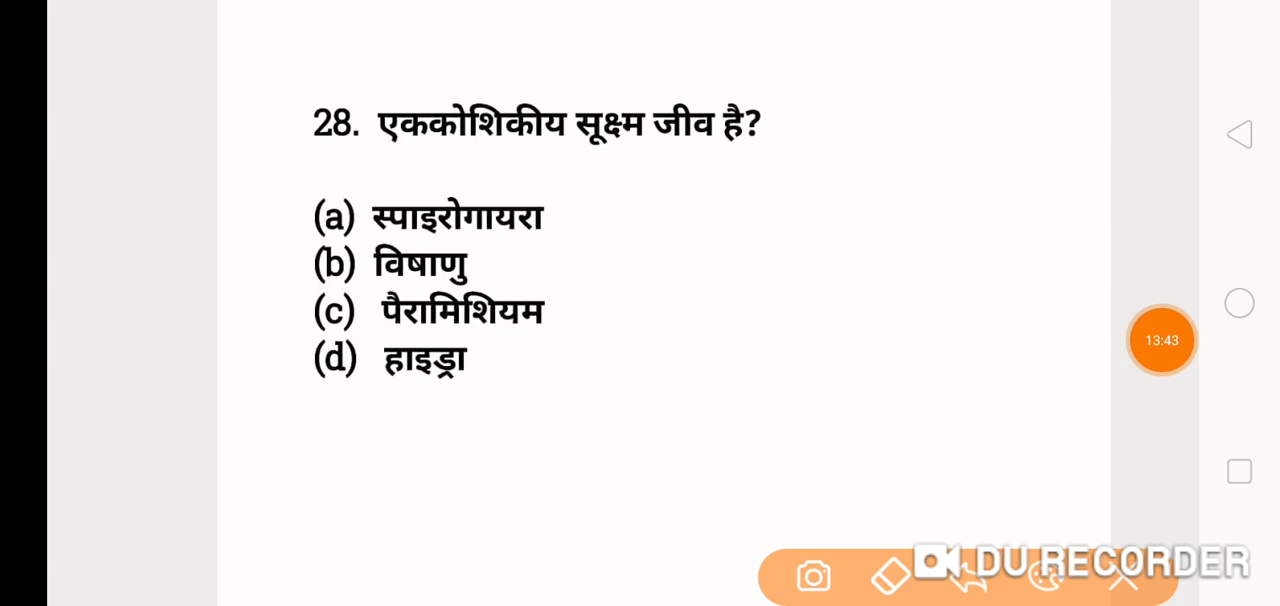 28. एककोशिकीय सूक्ष्म जीव है?
(a) स्पाइरोगायरा
(b) विषाणु
(c) पैरामिशियम
(d) हाइड्रा
13:43
DU RECORDER